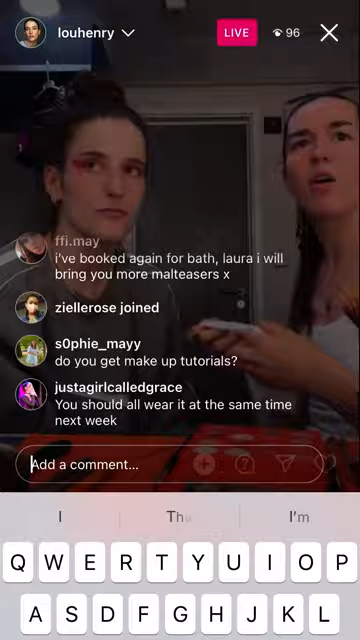 louhenry
LIVE
96
ffi.may
i've booked again for bath, laura i will
bring you more malteasers x
ziellerose joined
s0phie_mayy
do you get make up tutorials?
justagirlcalledgrace
You should all wear it at the same time
next week
Add a comment...
I
Th
I'm
Q W E R T Y U I O P
A S D F G H J K L